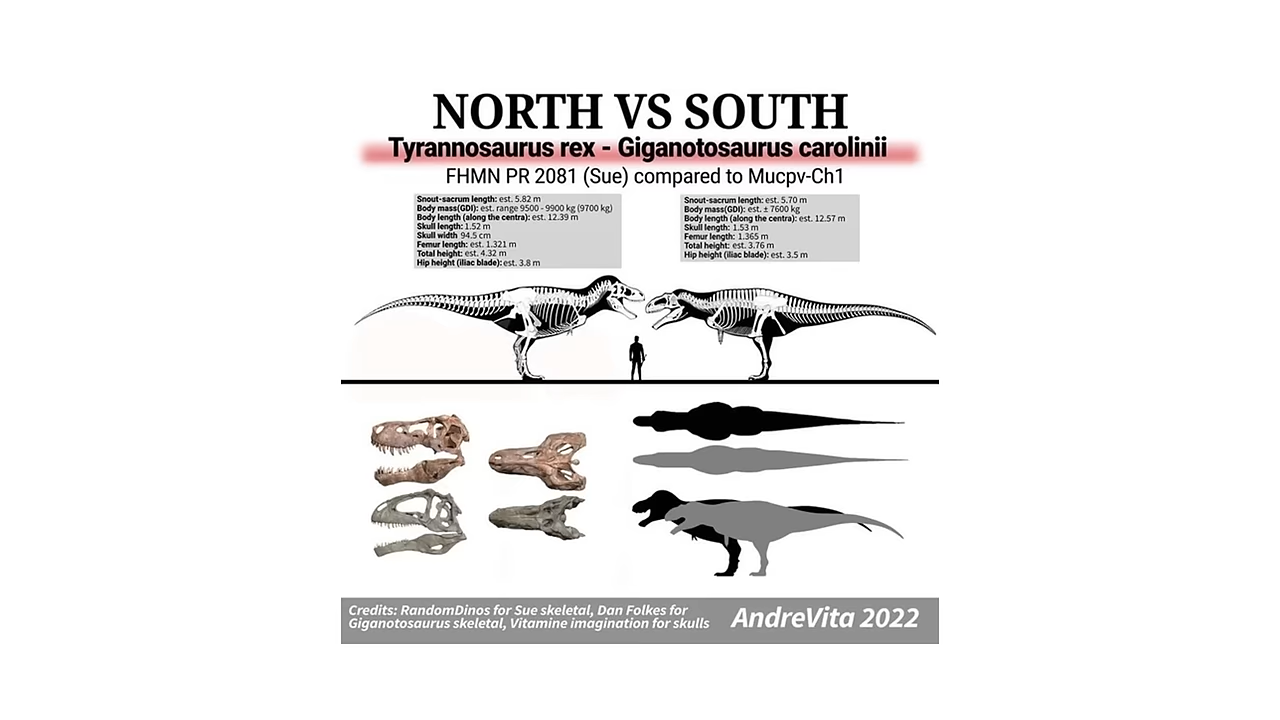 NORTH VS SOUTH
Tyrannosaurus rex - Giganotosaurus carolinii
FHMN PR 2081 (Sue) compared to Mucpv-Ch1
Snout-sacrum length: est. 5.82 m
Body mass(GDI): est. range 9500 - 9900 kg (9700 kg)
Body length (along the centra): est. 12.39 m
Skull length: 1.52 m
Skull width 94.5 cm
Femur length: est. 1.321 m
Total height: est. 4.32 m
Hip height (iliac blade): est. 3.8 m
Snout-sacrum length: est. 5.70 m
Body mass(GDI): est. ± 7600 kg
Body length (along the centra): est. 12.57 m
Skull length: 1.53 m
Femur length: 1.365 m
Total height: est. 3.76 m
Hip height (iliac blade): est. 3.5 m
Credits: RandomDinos for Sue skeletal, Dan Folkes for
Giganotosaurus skeletal, Vitamine imagination for skulls
AndreVita 2022